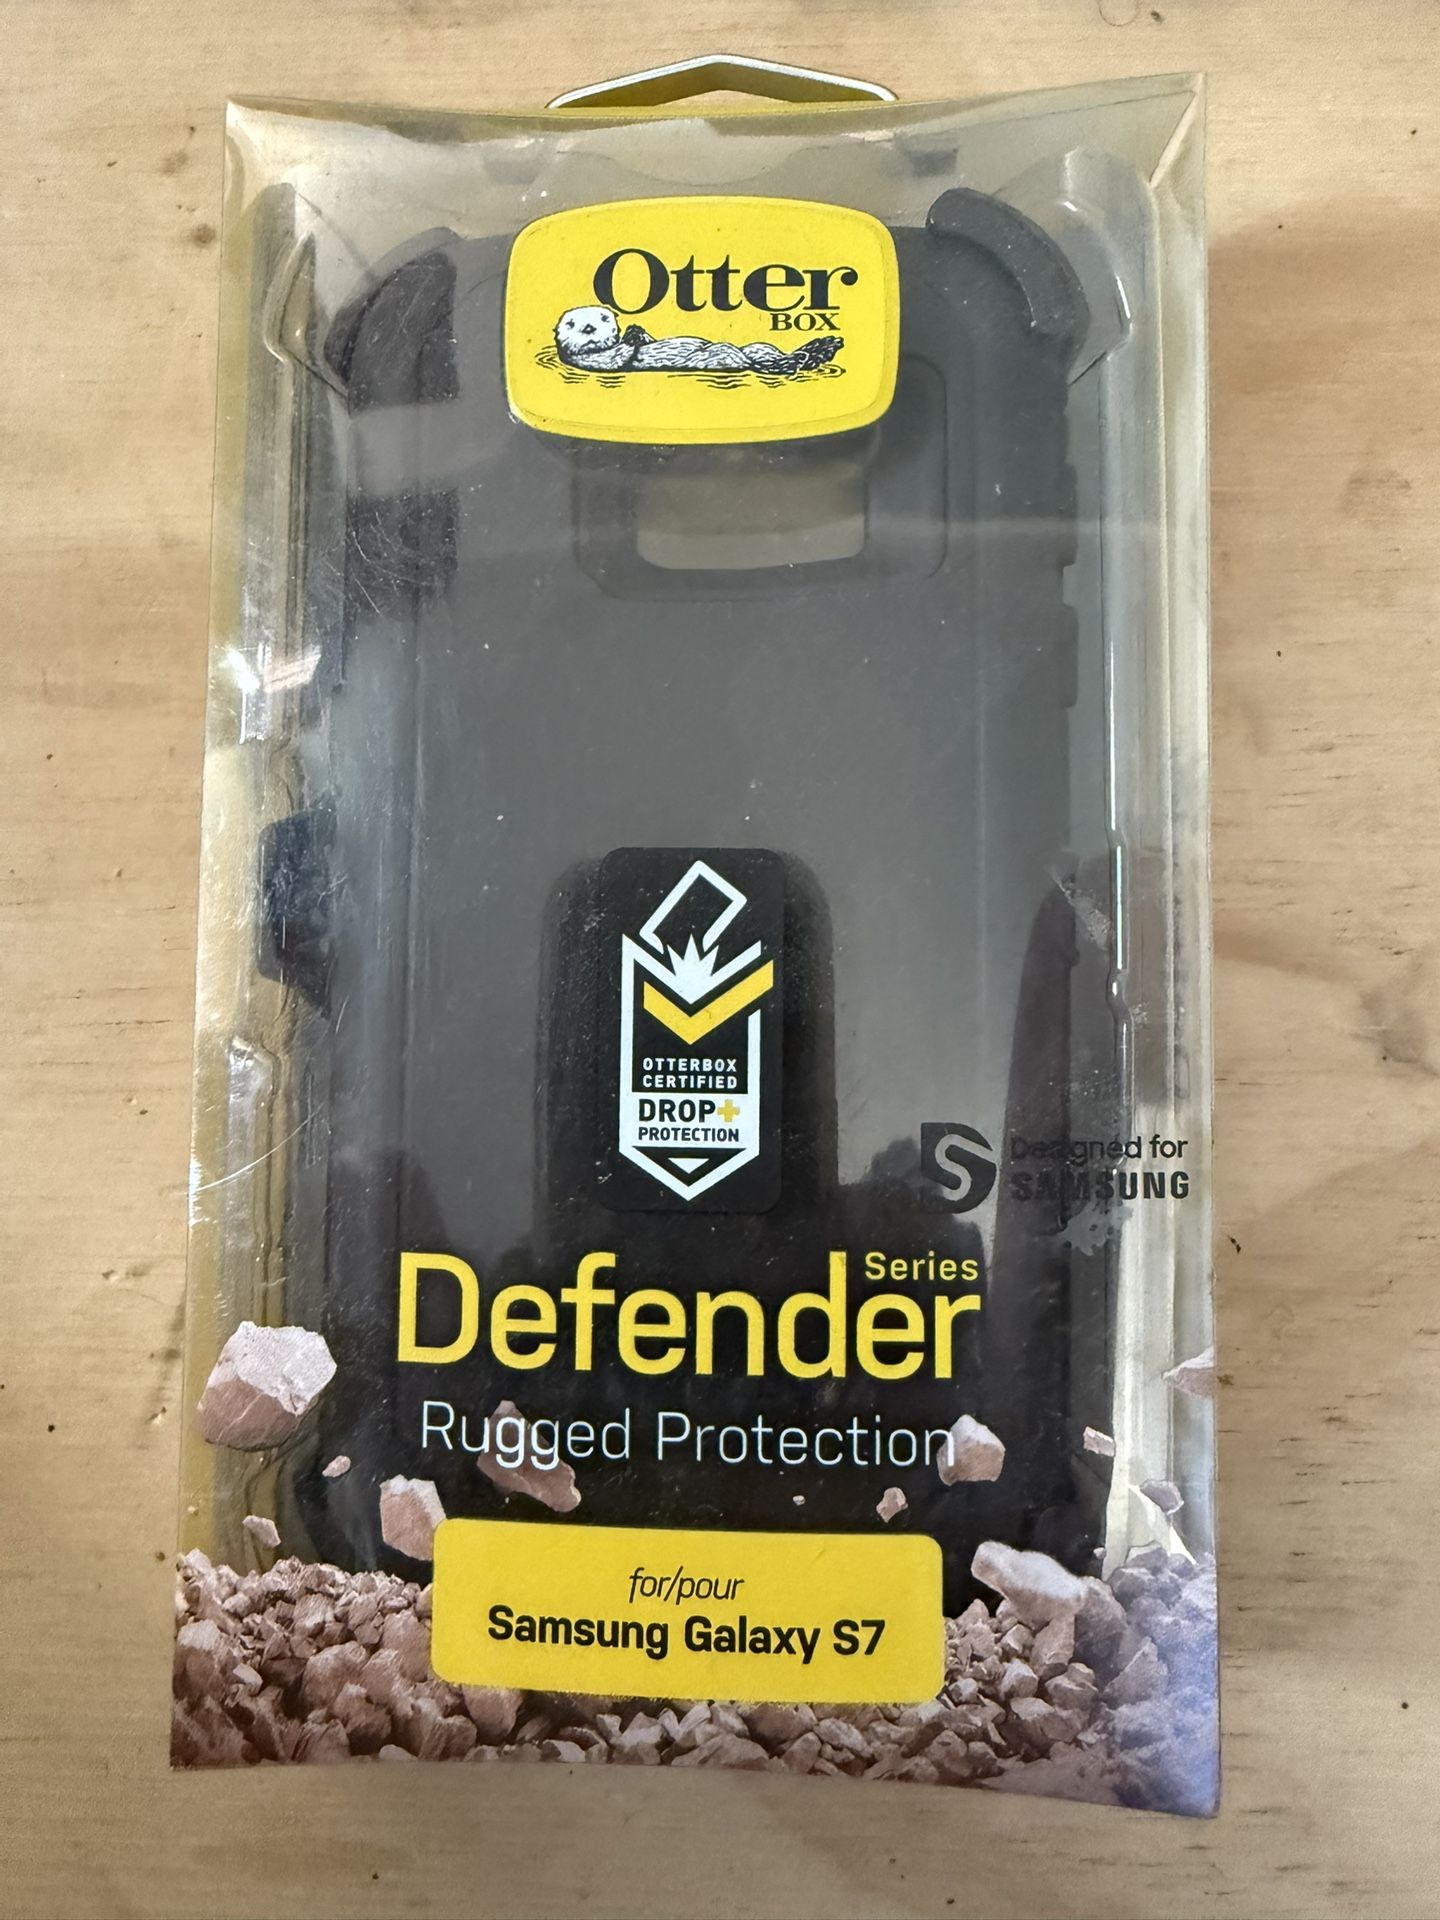 Otter
BOX
OTTERBOX
CERTIFIED
DROP+
PROTECTION
Designed for
SAMSUNG
Defender Series
Rugged Protection
for/pour
Samsung Galaxy S7